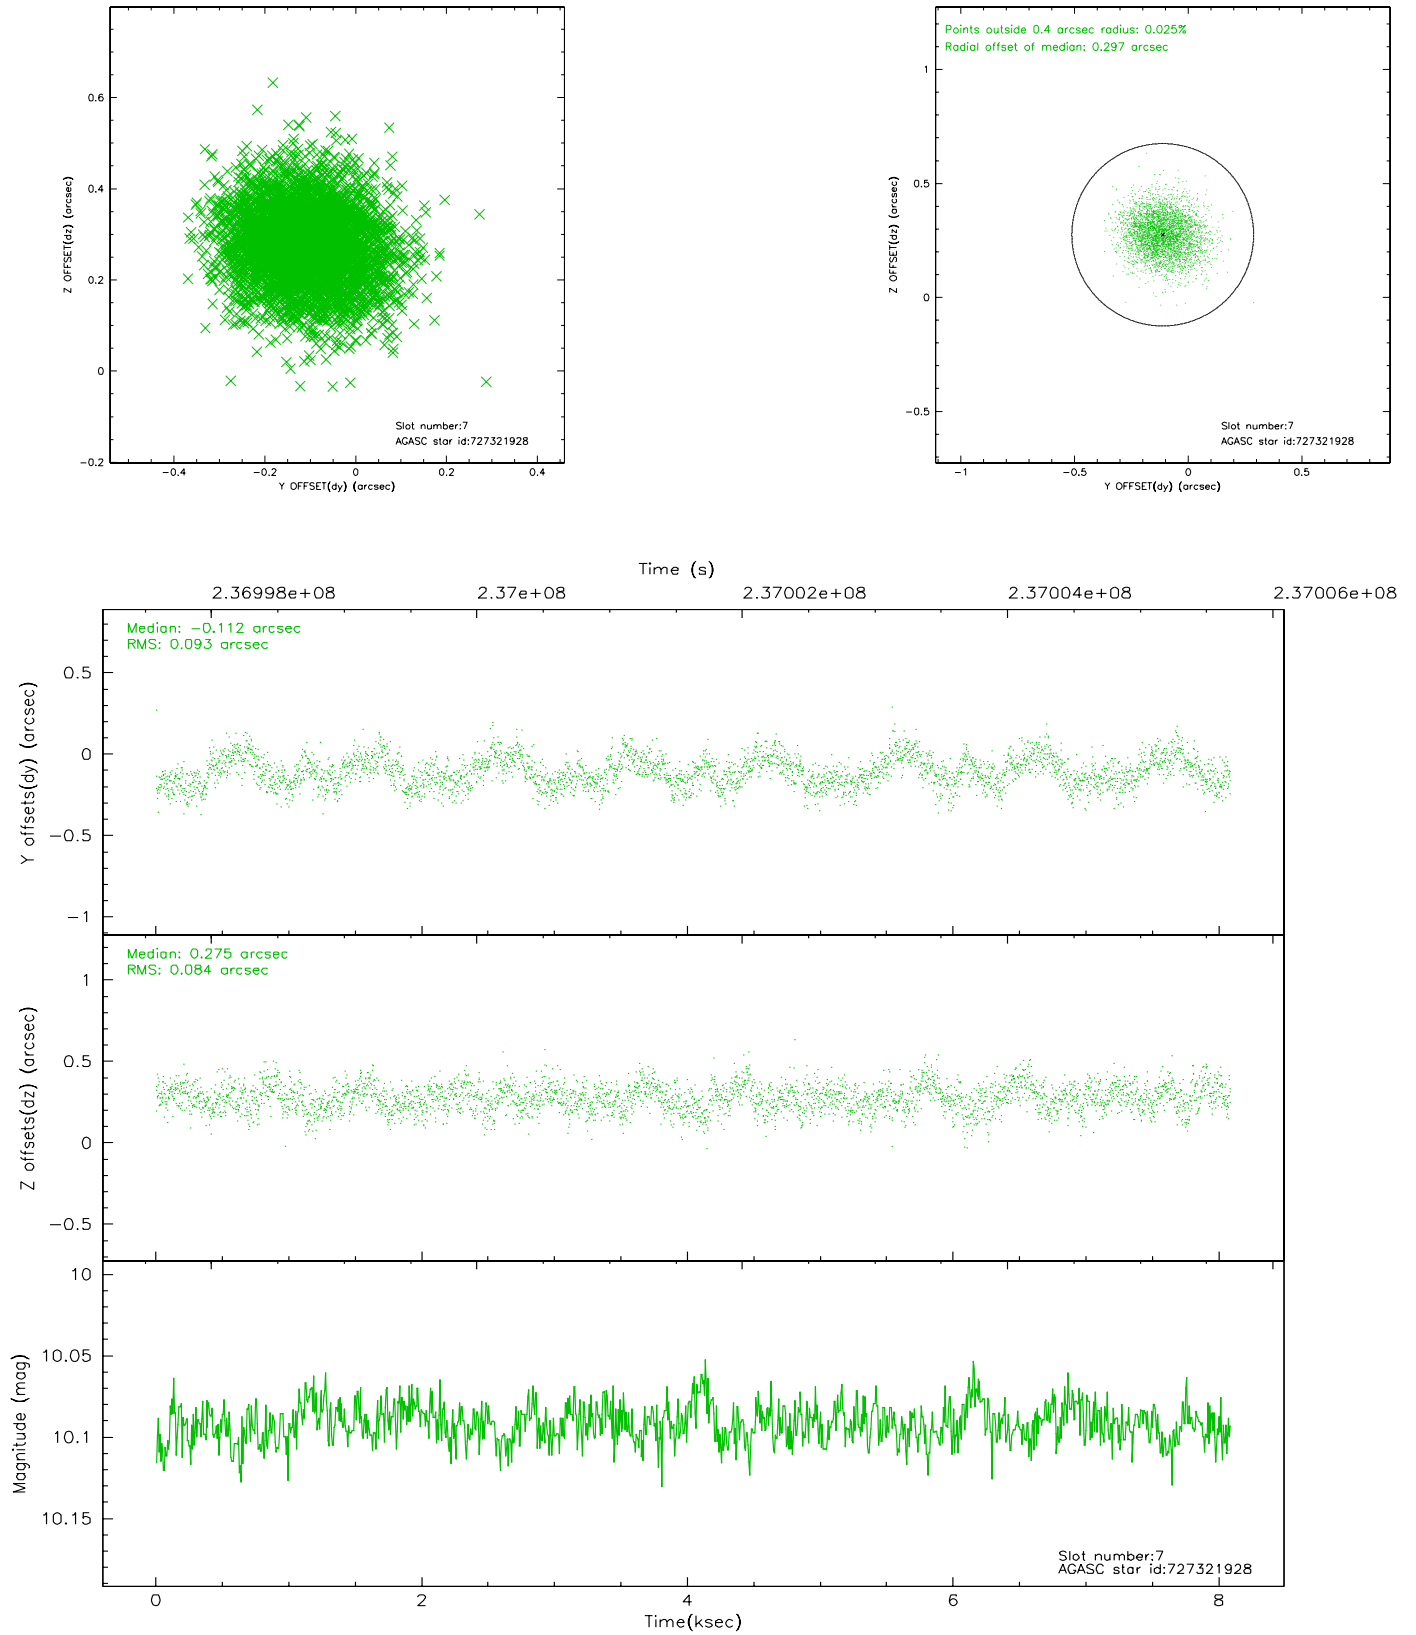 0.6
0.4
0.2
0
−0.2
−0.4
−0.2
0
0.2
0.4
Z OFFSET(dz) (arcsec)
Y OFFSET(dy) (arcsec)
Slot number:7
AGASC star id:727321928
Points outside 0.4 arcsec radius: 0.025%
Radial offset of median: 0.297 arcsec
1
0.5
0
−0.5
−1
−0.5
0
0.5
Z OFFSET(dz) (arcsec)
Y OFFSET(dy) (arcsec)
Slot number:7
AGASC star id:727321928
Time (s)
2.36998e+08
2.37e+08
2.37002e+08
2.37004e+08
2.37006e+08
Median: −0.112 arcsec
RMS: 0.093 arcsec
0.5
0
−0.5
−1
Y offsets(dy) (arcsec)
Median: 0.275 arcsec
RMS: 0.084 arcsec
1
0.5
0
−0.5
Z offsets(dz) (arcsec)
10
10.05
10.1
10.15
Magnitude (mag)
Slot number:7
AGASC star id:727321928
0
2
4
6
8
Time(ksec)